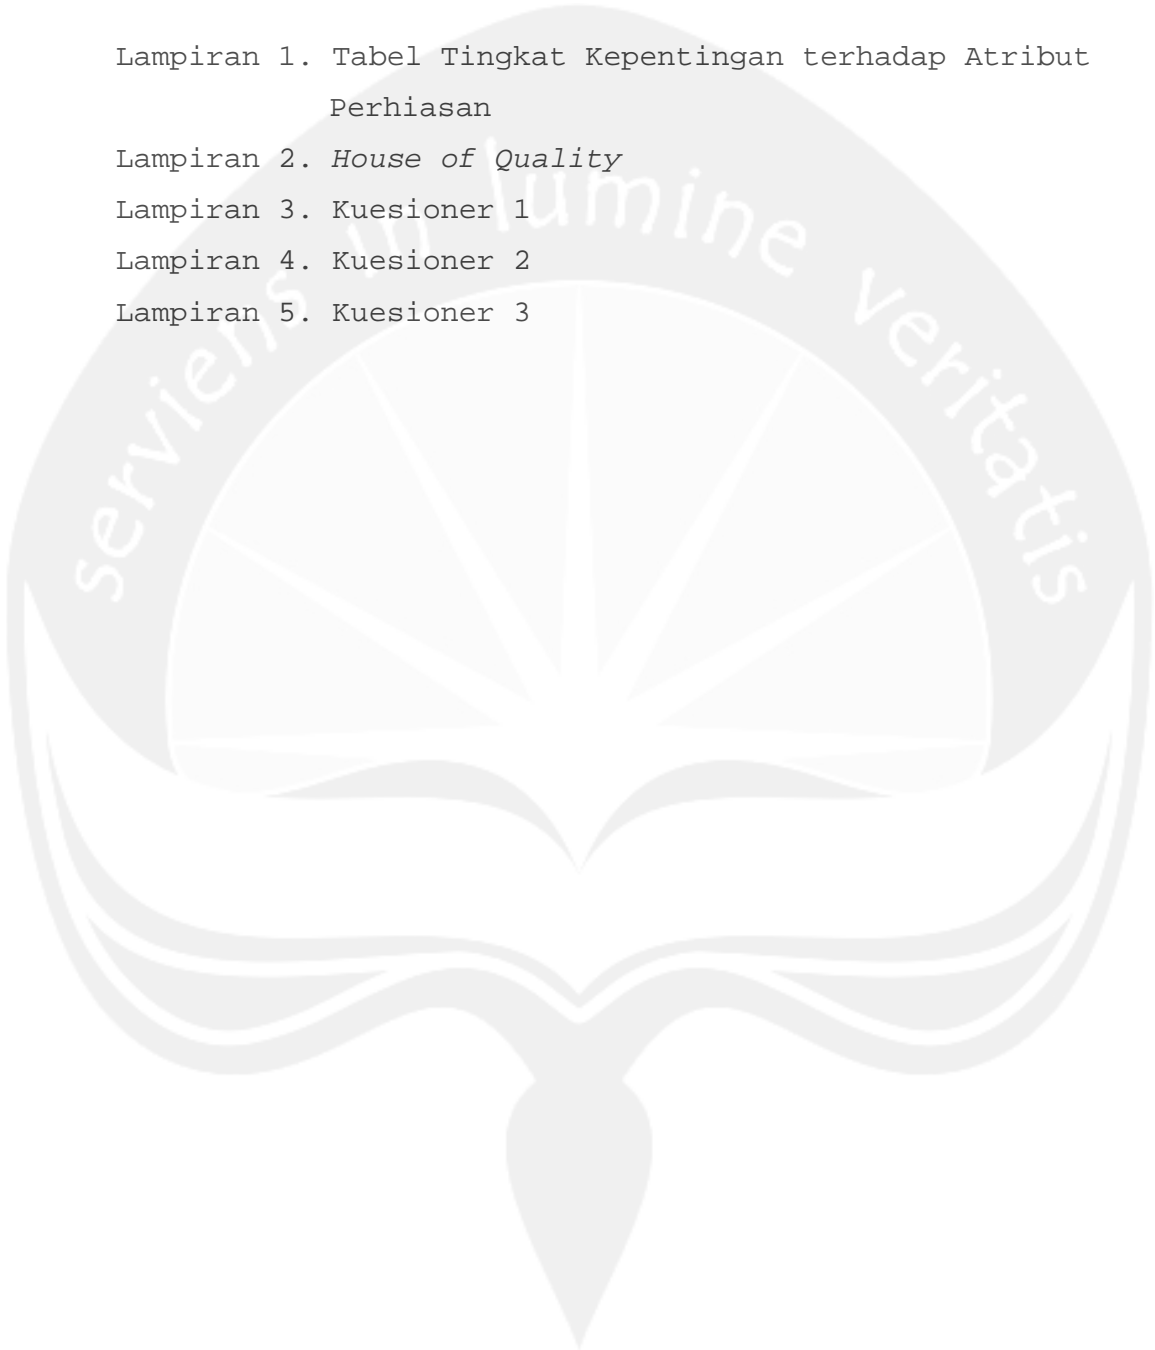 Lampiran 1. Tabel Tingkat Kepentingan terhadap Atribut
Perhiasan
Lampiran 2. House of Quality
Lampiran 3. Kuesioner 1
Lampiran 4. Kuesioner 2
Lampiran 5. Kuesioner 3
serviens in lumine veritatis